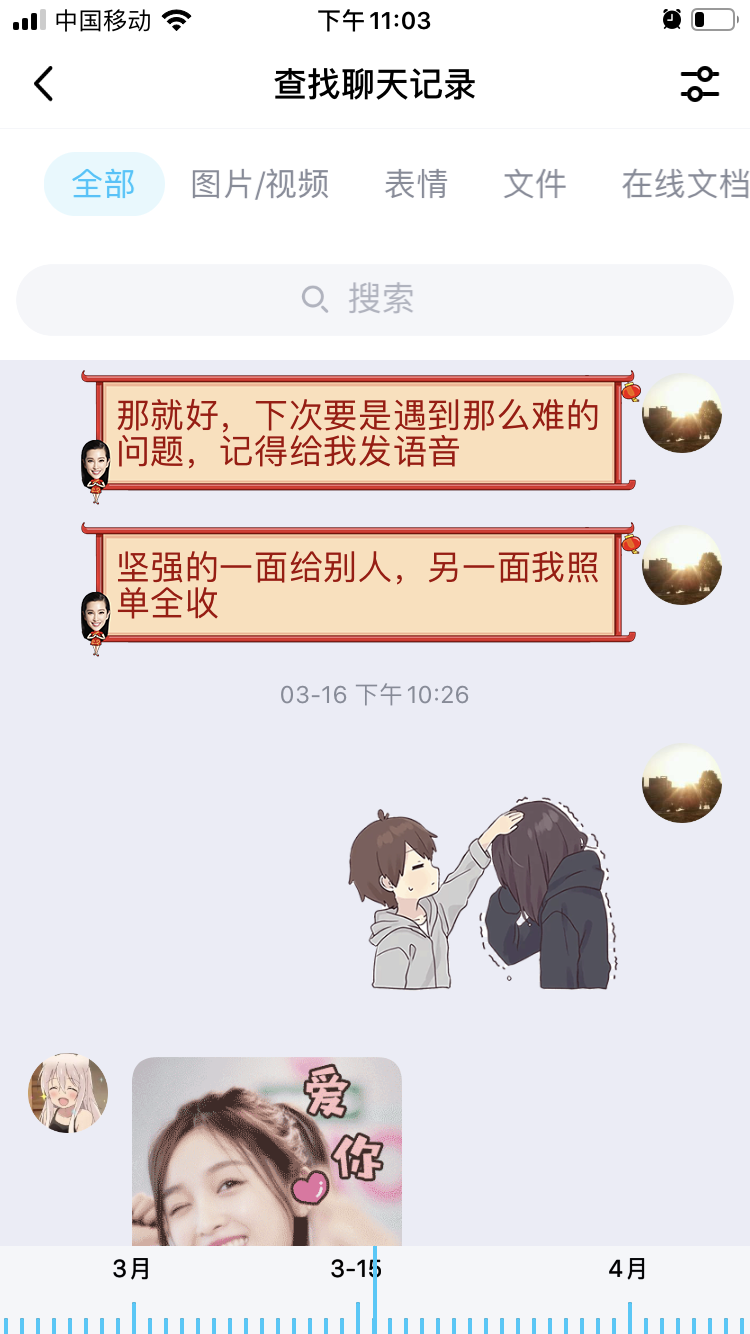 中国移动 下午11:03
查找聊天记录
全部 图片/视频 表情 文件 在线文档
搜索
那就好，下次要是遇到那么难的
问题，记得给我发语音
坚强的一面给别人，另一面我照
单全收
03-16 下午10:26
爱
你
3月 3-15 4月